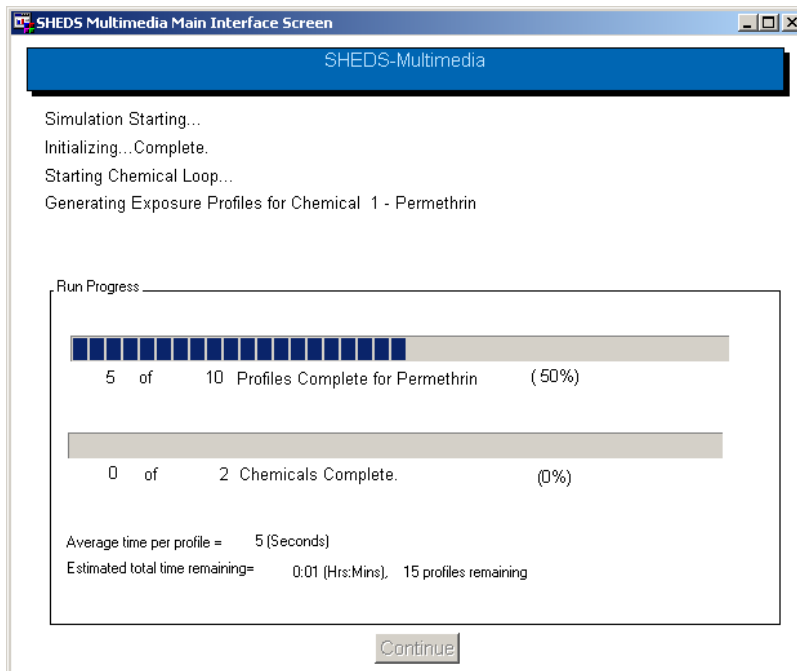 SHEDS Multimedia Main Interface Screen
SHEDS-Multimedia
Simulation Starting...
Initializing...Complete.
Starting Chemical Loop...
Generating Exposure Profiles for Chemical 1 - Permethrin
Run Progress
5 of 10 Profiles Complete for Permethrin ( 50%)
0 of 2 Chemicals Complete. (0%)
Average time per profile = 5 (Seconds)
Estimated total time remaining= 0:01 (Hrs:Mins), 15 profiles remaining
Continue